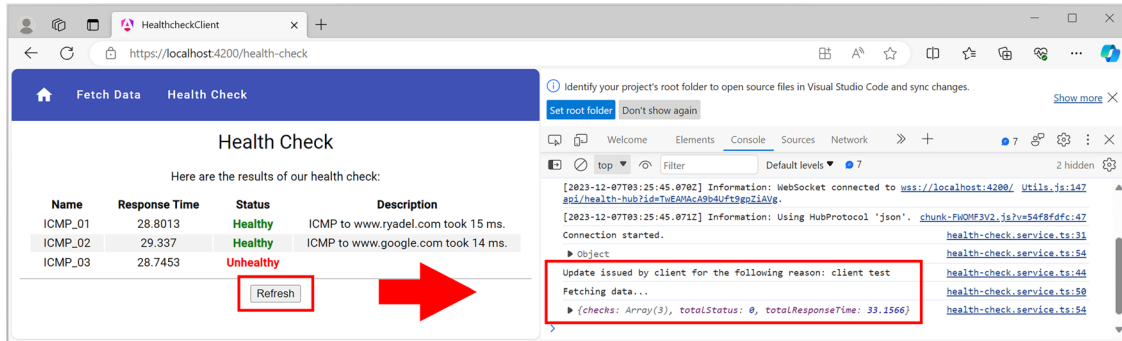 HealthcheckClient
https://localhost:4200/health-check
Fetch Data Health Check
Health Check
Here are the results of our health check:
Name Response Time Status Description
ICMP_01 28.8013 Healthy ICMP to www.ryadel.com took 15 ms.
ICMP_02 29.337 Healthy ICMP to www.google.com took 14 ms.
ICMP_03 28.7453 Unhealthy
Refresh
Identify your project's root folder to open source files in Visual Studio Code and sync changes.
Show more
Set root folder Don't show again
Welcome Elements Console Sources Network 7
top Filter Default levels 7 2 hidden
[2023-12-07T03:25:45.070Z] Information: WebSocket connected to wss://localhost:4200/ Utils.js:147
api/health-hub?id=TwEAMAcA9b4Uft9gpZiAVg.
[2023-12-07T03:25:45.071Z] Information: Using HubProtocol 'json'. chunk-FWOMF3V2.js?v=54f8fdfc:47
Connection started. health-check.service.ts:31
Object health-check.service.ts:54
Update issued by client for the following reason: client test health-check.service.ts:44
Fetching data... health-check.service.ts:50
{checks: Array(3), totalStatus: 0, totalResponseTime: 33.1566} health-check.service.ts:54